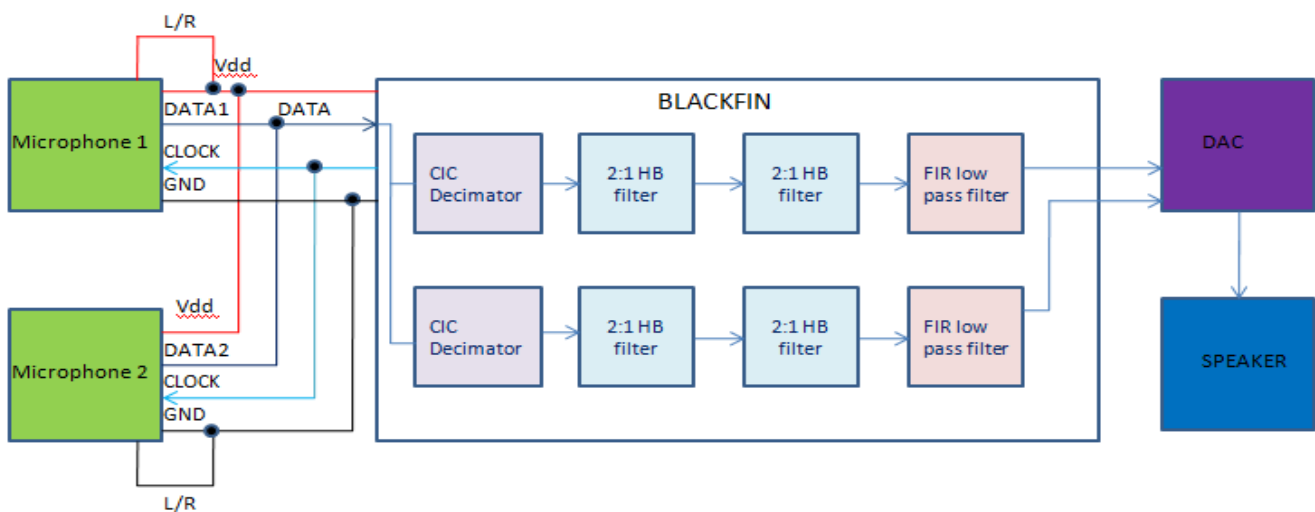 L/R
Vdd
DATA1
DATA
Microphone 1
CLOCK
GND
BLACKFIN
CIC
Decimator
2:1 HB
filter
2:1 HB
filter
FIR low
pass filter
DAC
Vdd
Microphone 2
DATA2
CLOCK
GND
L/R
CIC
Decimator
2:1 HB
filter
2:1 HB
filter
FIR low
pass filter
SPEAKER